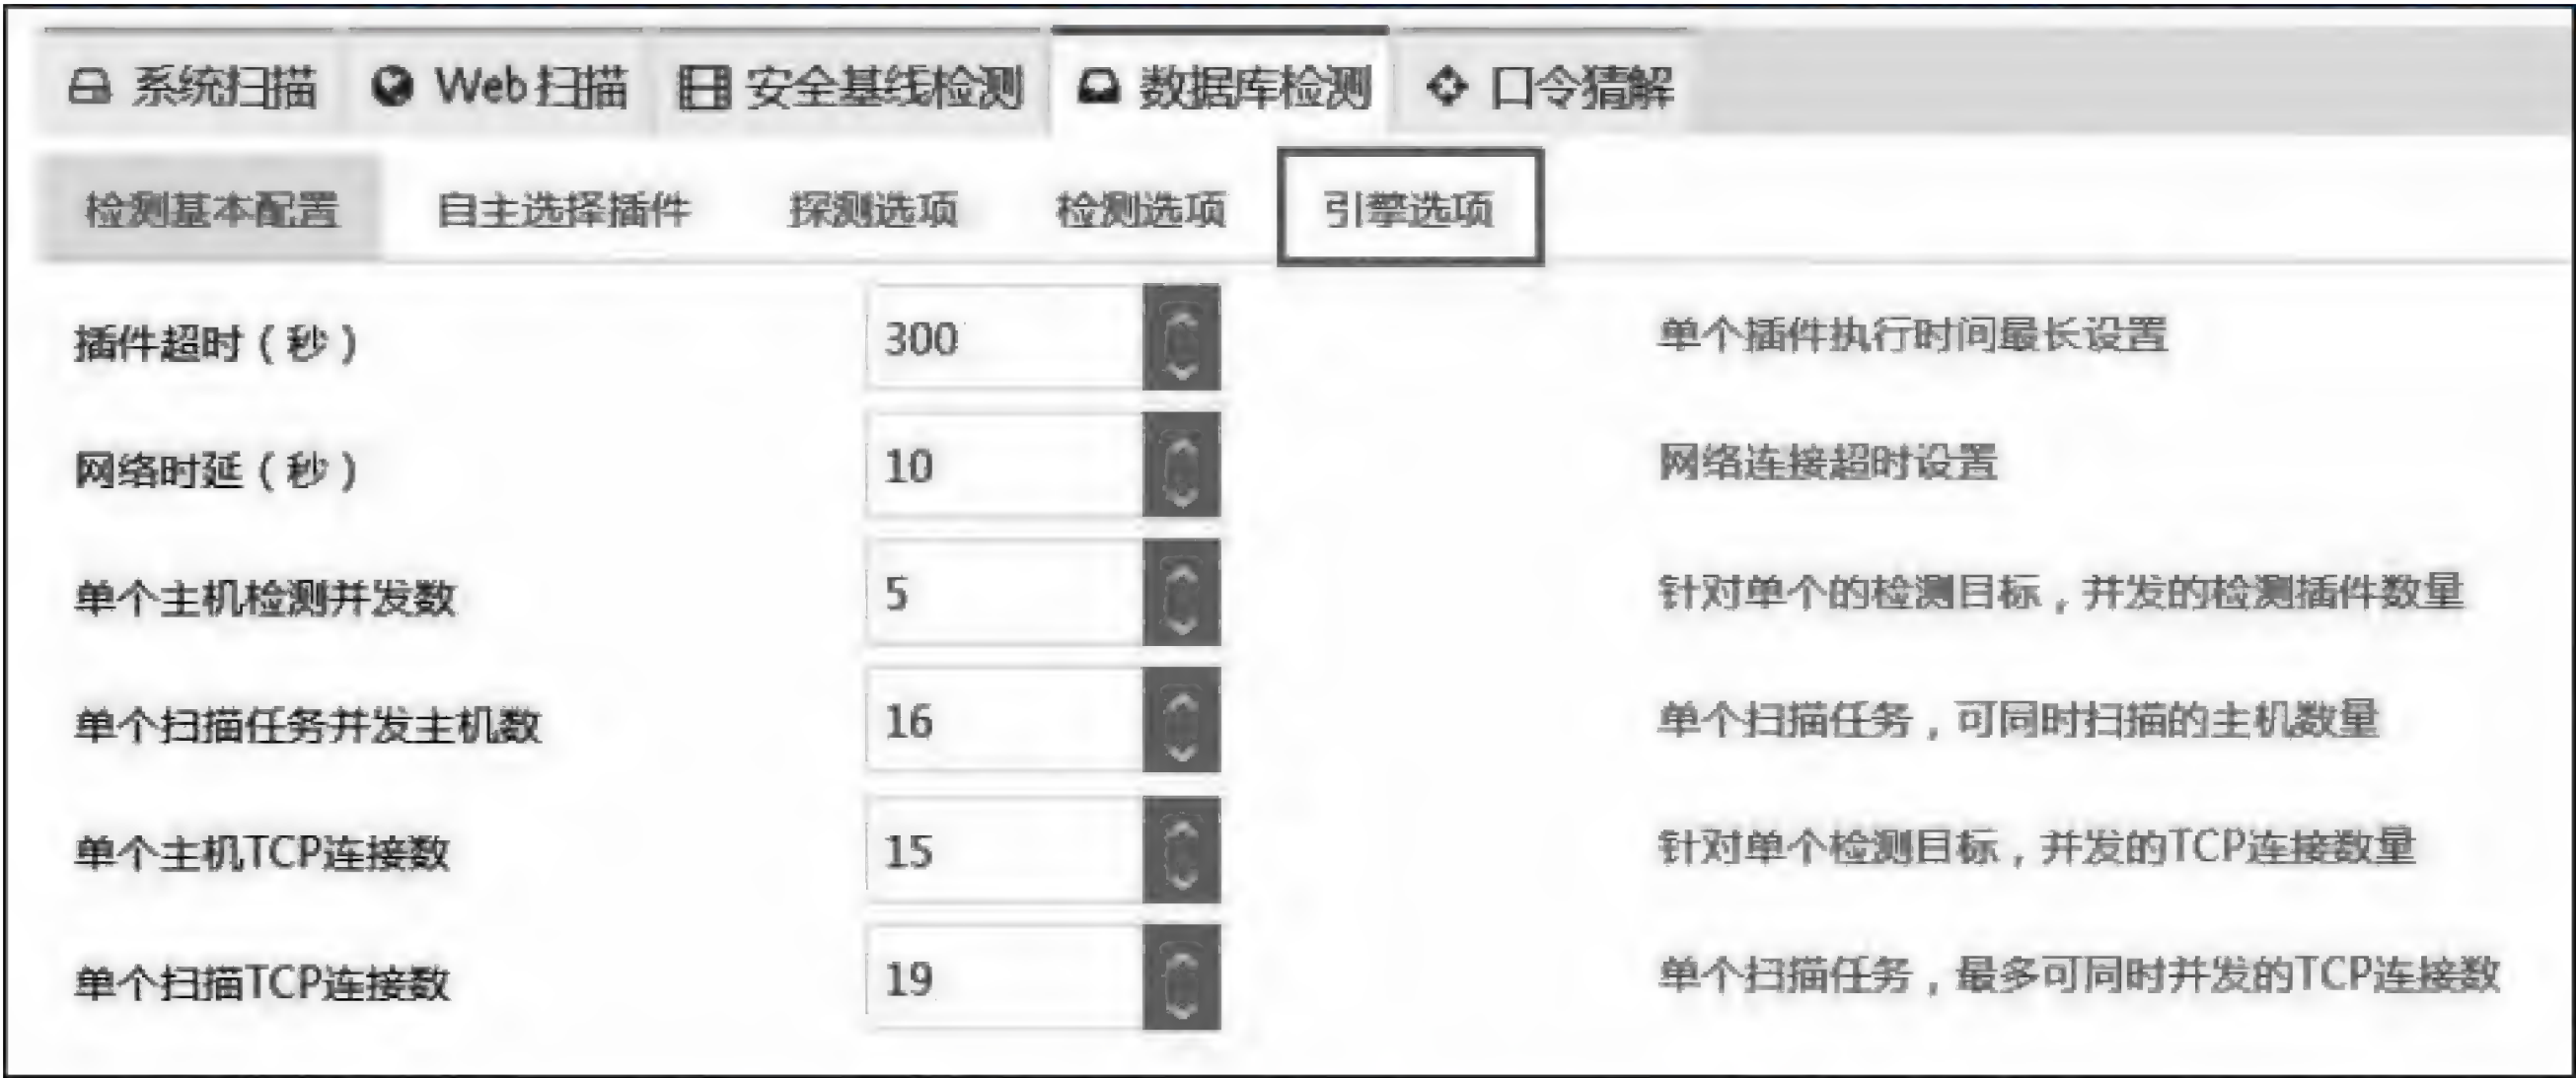 系统扫描 Web扫描 安全基线检测 数据库检测 口令猜解
检测基本配置 自主选择插件 探测选项 检测选项 引擎选项
插件超时（秒） 300 单个插件执行时间最长设置
网络时延（秒） 10 网络连接超时设置
单个主机检测并发数 5 针对单个的检测目标，并发的检测插件数量
单个扫描任务并发主机数 16 单个扫描任务，可同时扫描的主机数量
单个主机TCP连接数 15 针对单个检测目标，并发的TCP连接数量
单个扫描TCP连接数 19 单个扫描任务，最多可同时并发的TCP连接数